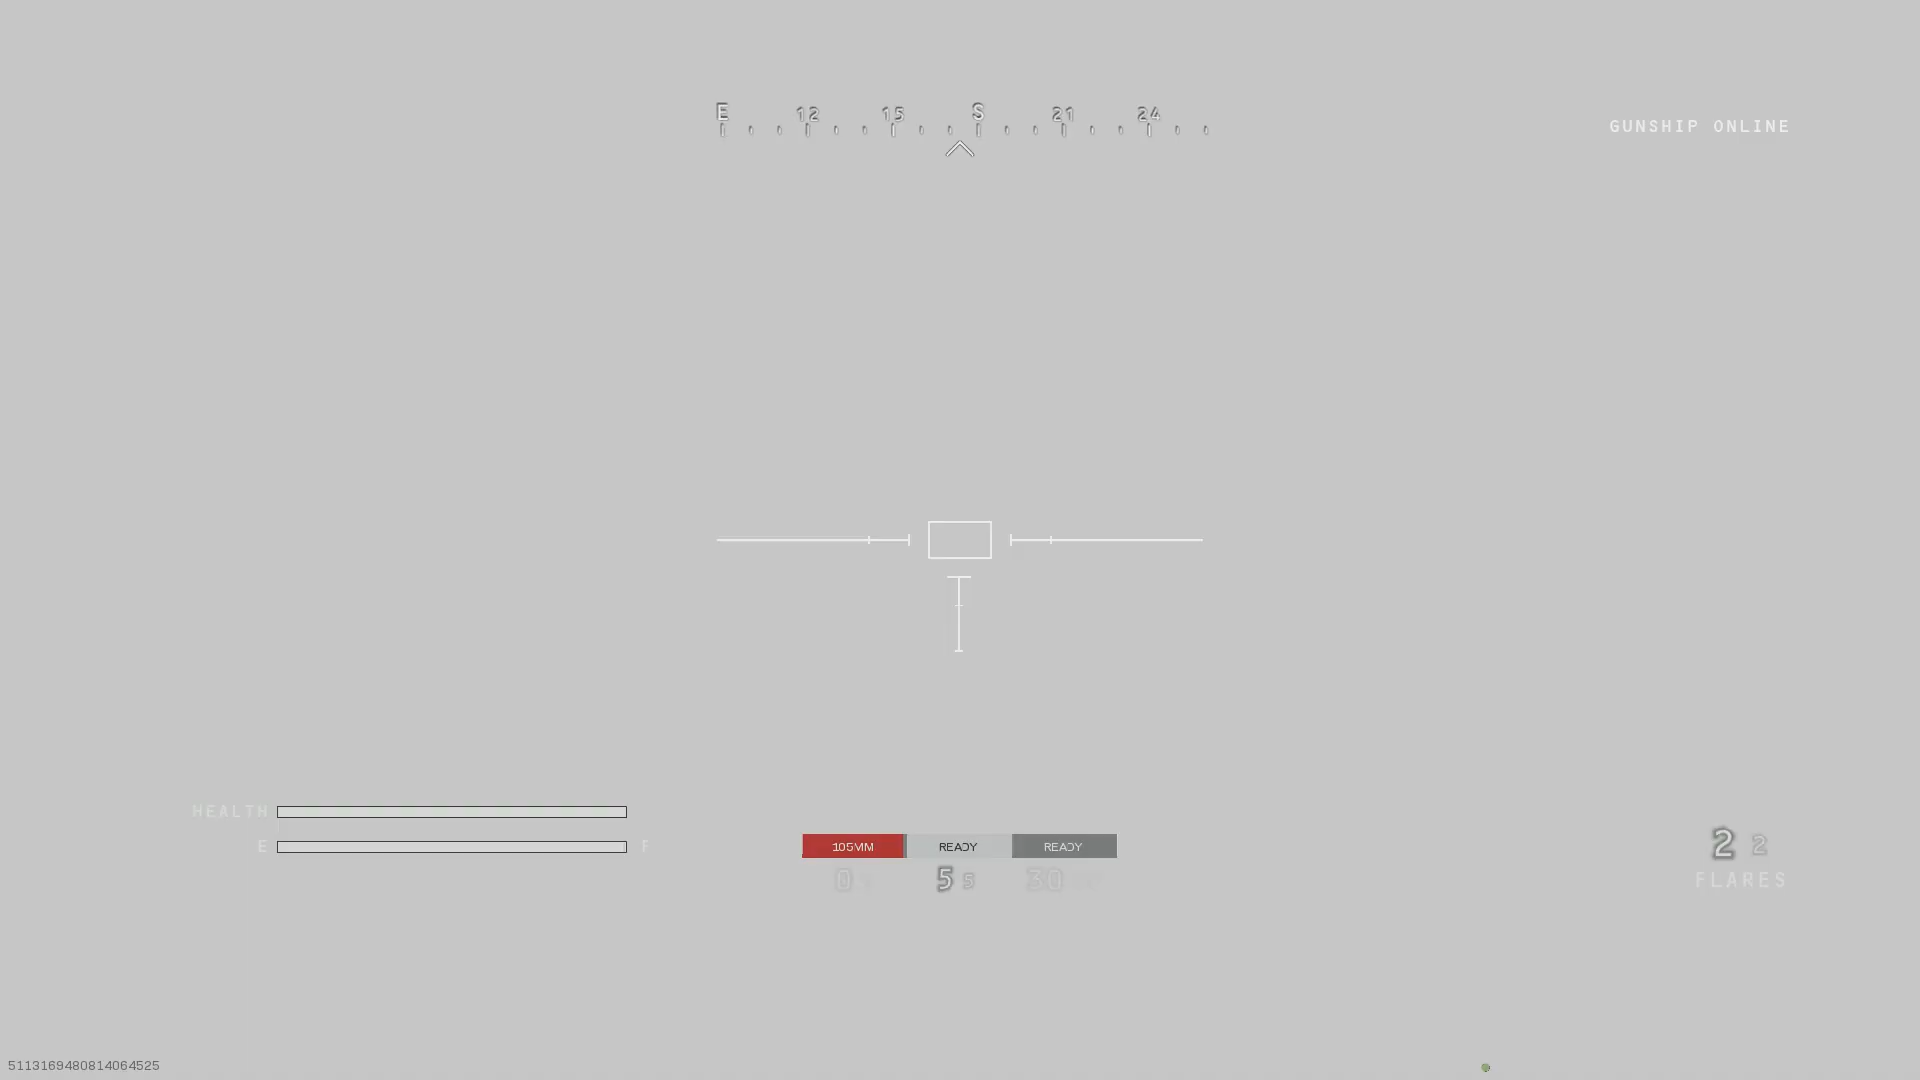 E 12 15 S 21 24
GUNSHIP ONLINE
HEALTH
E F
105MM READY READY
0 5 5 30
2 2
FLARES
5113169480814064525